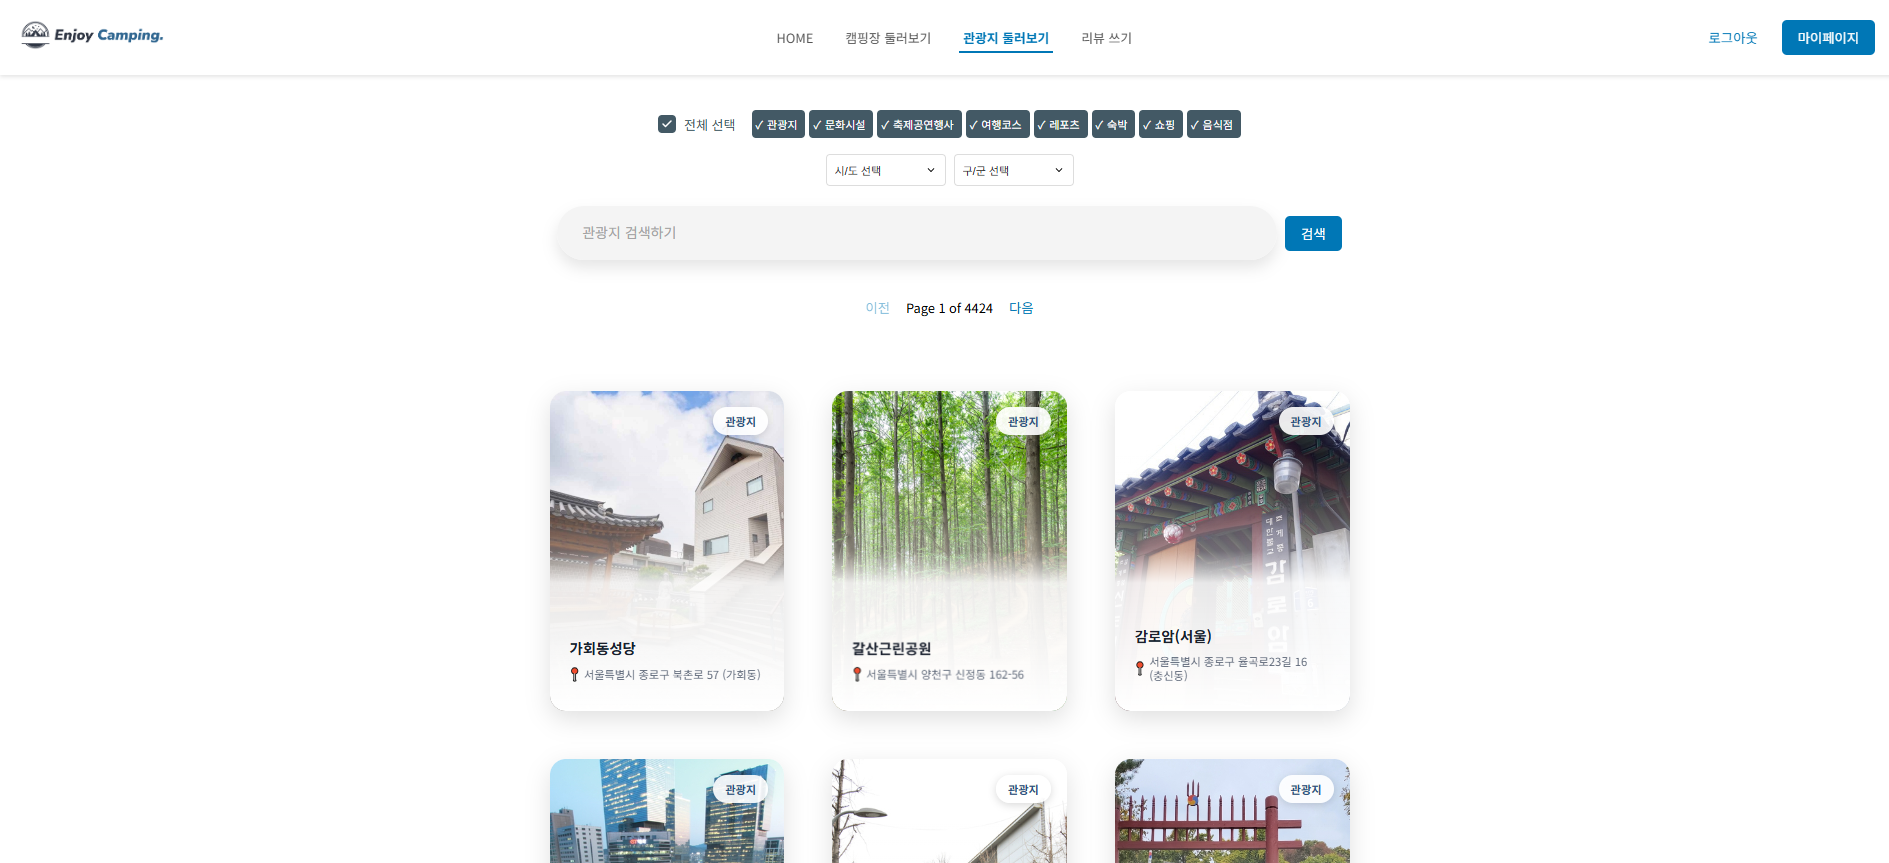 Enjoy Camping.
HOME 캠핑장 둘러보기 관광지 둘러보기 리뷰 쓰기
로그아웃 마이페이지
전체 선택 ✓ 관광지 ✓ 문화시설 ✓ 축제공연행사 ✓ 여행코스 ✓ 레포츠 ✓ 숙박 ✓ 쇼핑 ✓ 음식점
시/도 선택 구/군 선택
관광지 검색하기 검색
이전 Page 1 of 4424 다음
관광지
가회동성당
서울특별시 종로구 북촌로 57 (가회동)
관광지
갈산근린공원
서울특별시 양천구 신정동 162-56
관광지
감로암
감로암(서울)
서울특별시 종로구 율곡로23길 16
(충신동)
관광지
관광지
관광지